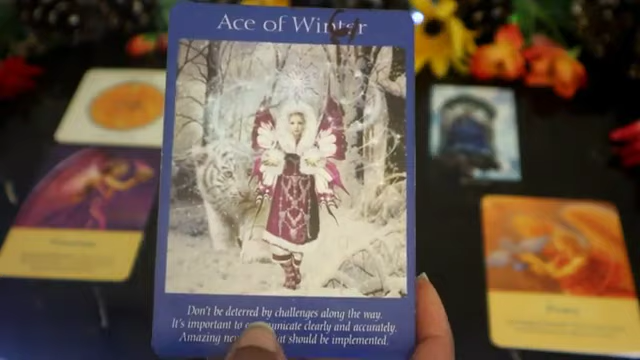 Ace of Winter
Don't be deterred by challenges along the way.
It's important to communicate clearly and accurately.
Amazing that should be implemented.